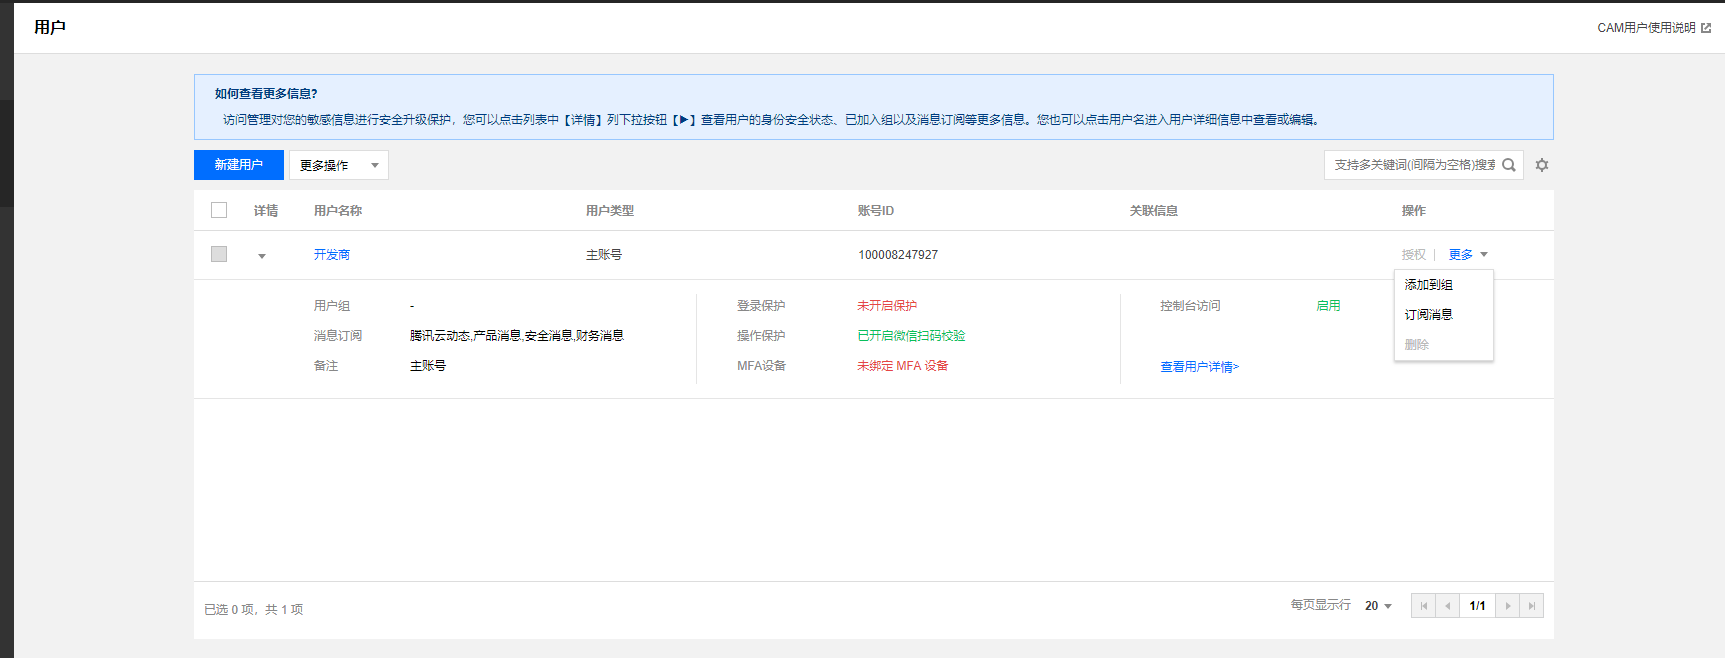 用户
CAM用户使用说明
如何查看更多信息?
访问管理对您的敏感信息进行安全升级保护，您可以点击列表中【详情】列下拉按钮【▶】查看用户的身份安全状态、已加入组以及消息订阅等更多信息。您也可以点击用户名进入用户详细信息中查看或编辑。
新建用户 更多操作 支持多关键词(间隔为空格)搜索
详情 用户名称 用户类型 账号ID 关联信息 操作
开发商 主账号 100008247927 授权 更多
添加到组
订阅消息
删除
用户组 - 登录保护 未开启保护 控制台访问 启用
消息订阅 腾讯云动态,产品消息,安全消息,财务消息 操作保护 已开启微信扫码校验
备注 主账号 MFA设备 未绑定 MFA 设备 查看用户详情>
已选 0 项，共 1 项 每页显示行 20 1/1